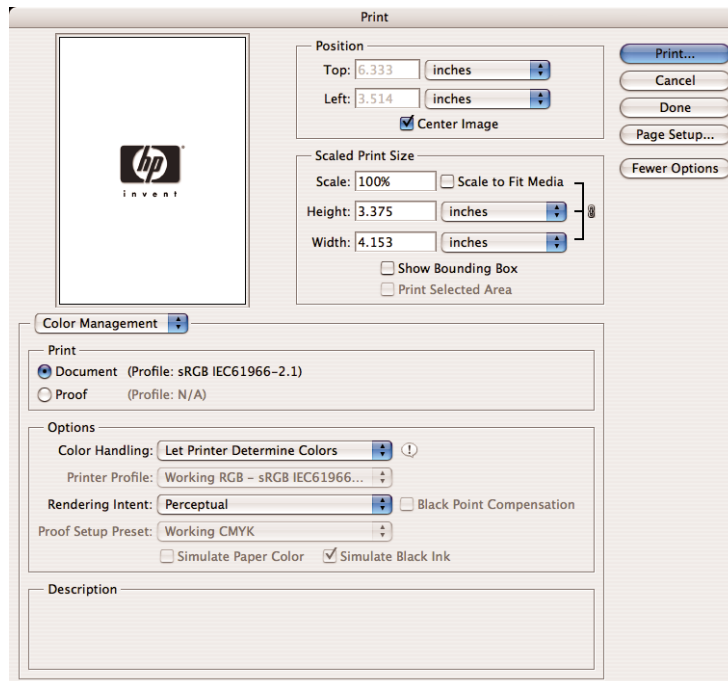 Print
hp
invent
Position
Top: 6.333 inches
Left: 3.514 inches
Center Image
Scaled Print Size
Scale: 100% Scale to Fit Media
Height: 3.375 inches
Width: 4.153 inches
Show Bounding Box
Print Selected Area
Print...
Cancel
Done
Page Setup...
Fewer Options
Color Management
Print
Document (Profile: sRGB IEC61966-2.1)
Proof (Profile: N/A)
Options
Color Handling: Let Printer Determine Colors
Printer Profile: Working RGB - sRGB IEC61966...
Rendering Intent: Perceptual Black Point Compensation
Proof Setup Preset: Working CMYK
Simulate Paper Color Simulate Black Ink
Description